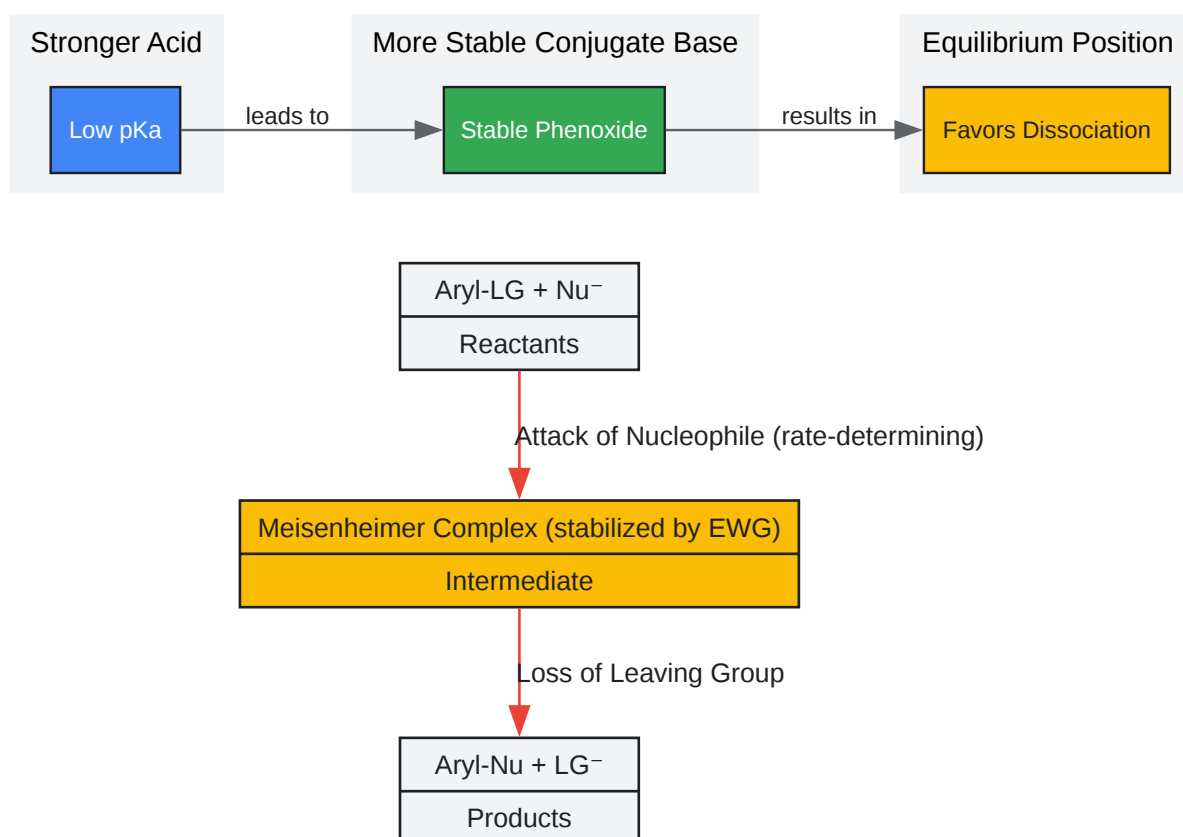 Stronger Acid
More Stable Conjugate Base
Equilibrium Position
Low pKa
leads to
Stable Phenoxide
results in
Favors Dissociation
Aryl-LG + Nu⁻
Reactants
Attack of Nucleophile (rate-determining)
Meisenheimer Complex (stabilized by EWG)
Intermediate
Loss of Leaving Group
Aryl-Nu + LG⁻
Products